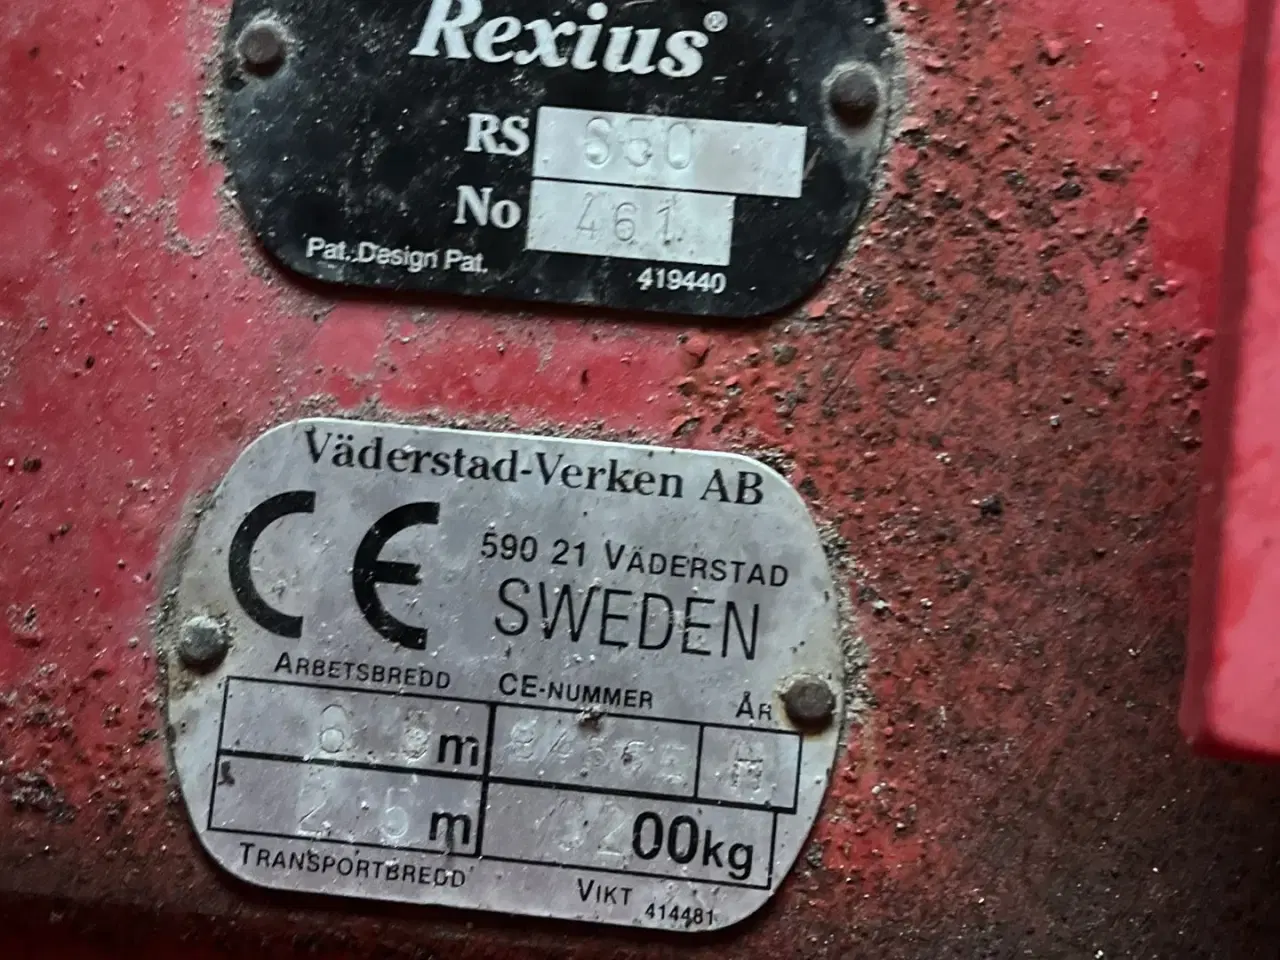 Rexius®
RS
No 461
Pat. Design Pat. 419440
Väderstad-Verken AB
CE
590 21 VÄDERSTAD
SWEDEN
ARBETSBREDD CE-NUMMER ÅR
m
m 00kg
TRANSPORTBREDD VIKT 414481